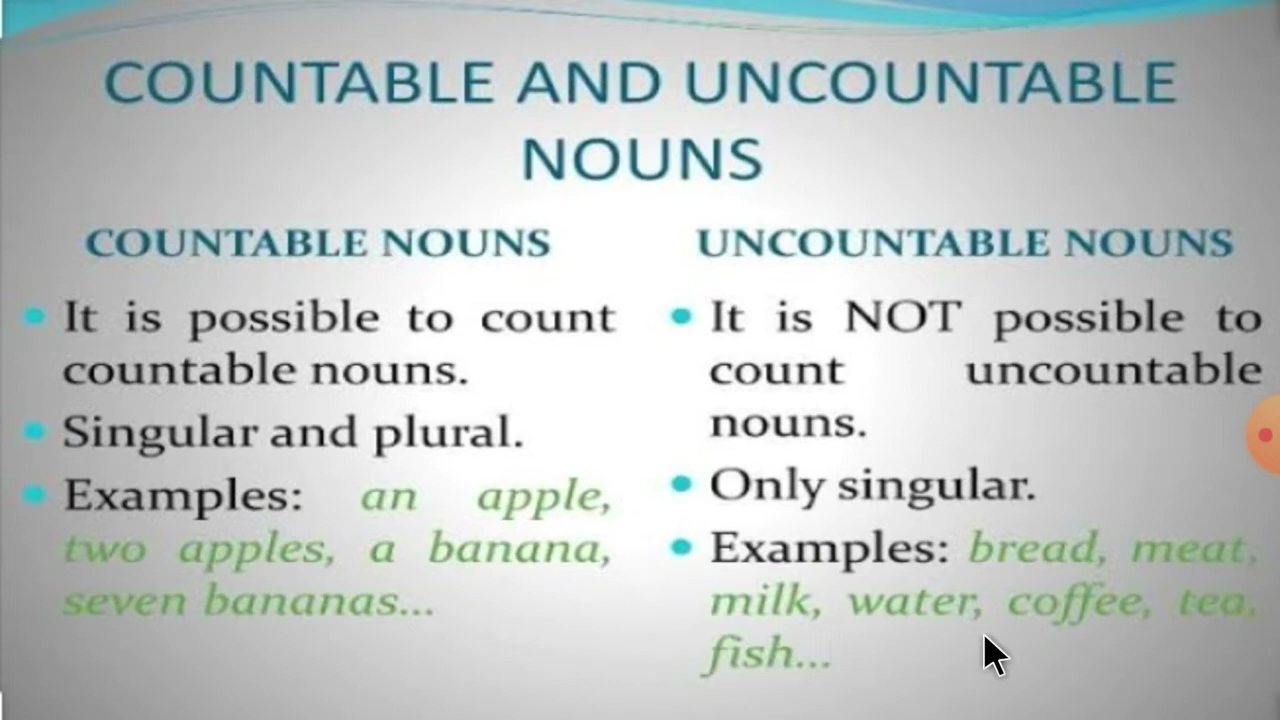 COUNTABLE AND UNCOUNTABLE
NOUNS
COUNTABLE NOUNS
• It is possible to count
countable nouns.
• Singular and plural.
• Examples: an apple,
two apples, a banana,
seven bananas...
UNCOUNTABLE NOUNS
• It is NOT possible to
count uncountable
nouns.
• Only singular.
• Examples: bread, meat,
milk, water, coffee, tea,
fish...